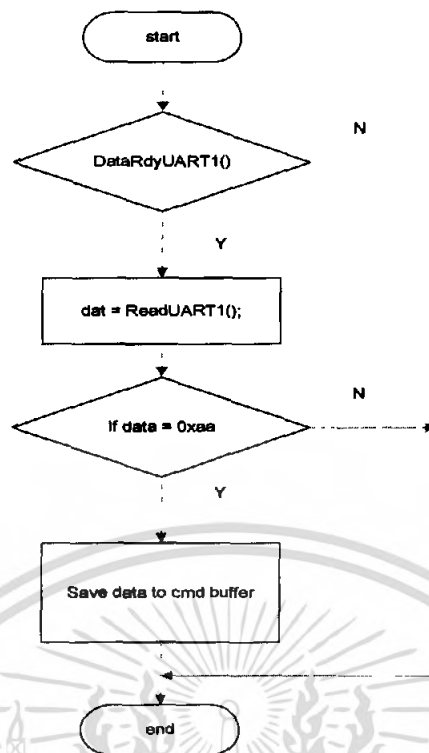 start
N
DataRdyUART1()
Y
dat = ReadUART1();
N
If data = 0xaa
Y
Save data to cmd buffer
end